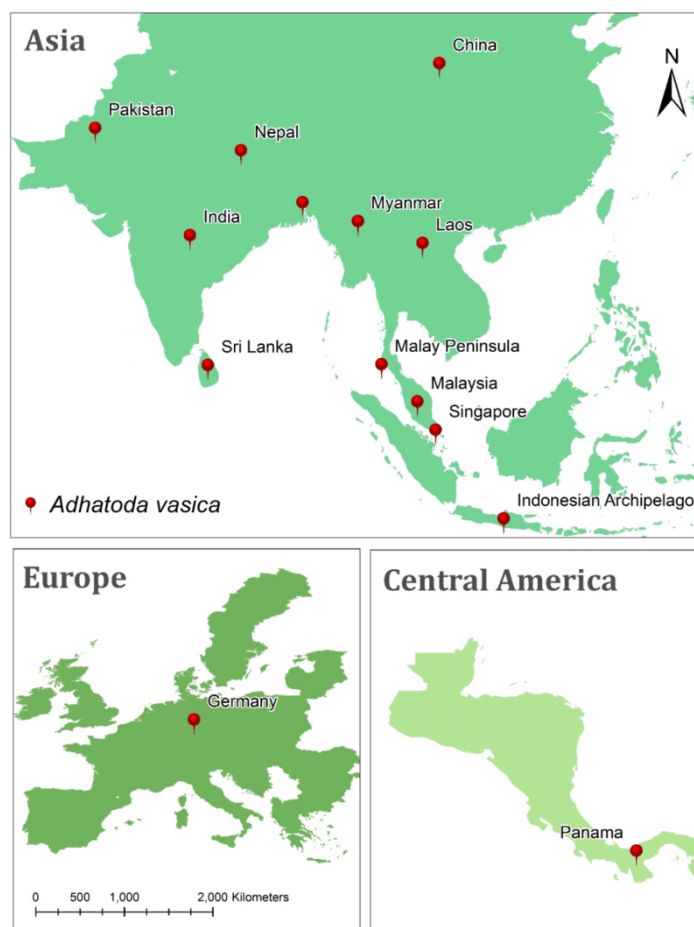 Asia
China
N
Pakistan
Nepal
Myanmar
India
Laos
Sri Lanka
Malay Peninsula
Malaysia
Singapore
Indonesian Archipelago
Adhatoda vasica
Europe
Germany
0 500 1,000 2,000 Kilometers
Central America
Panama